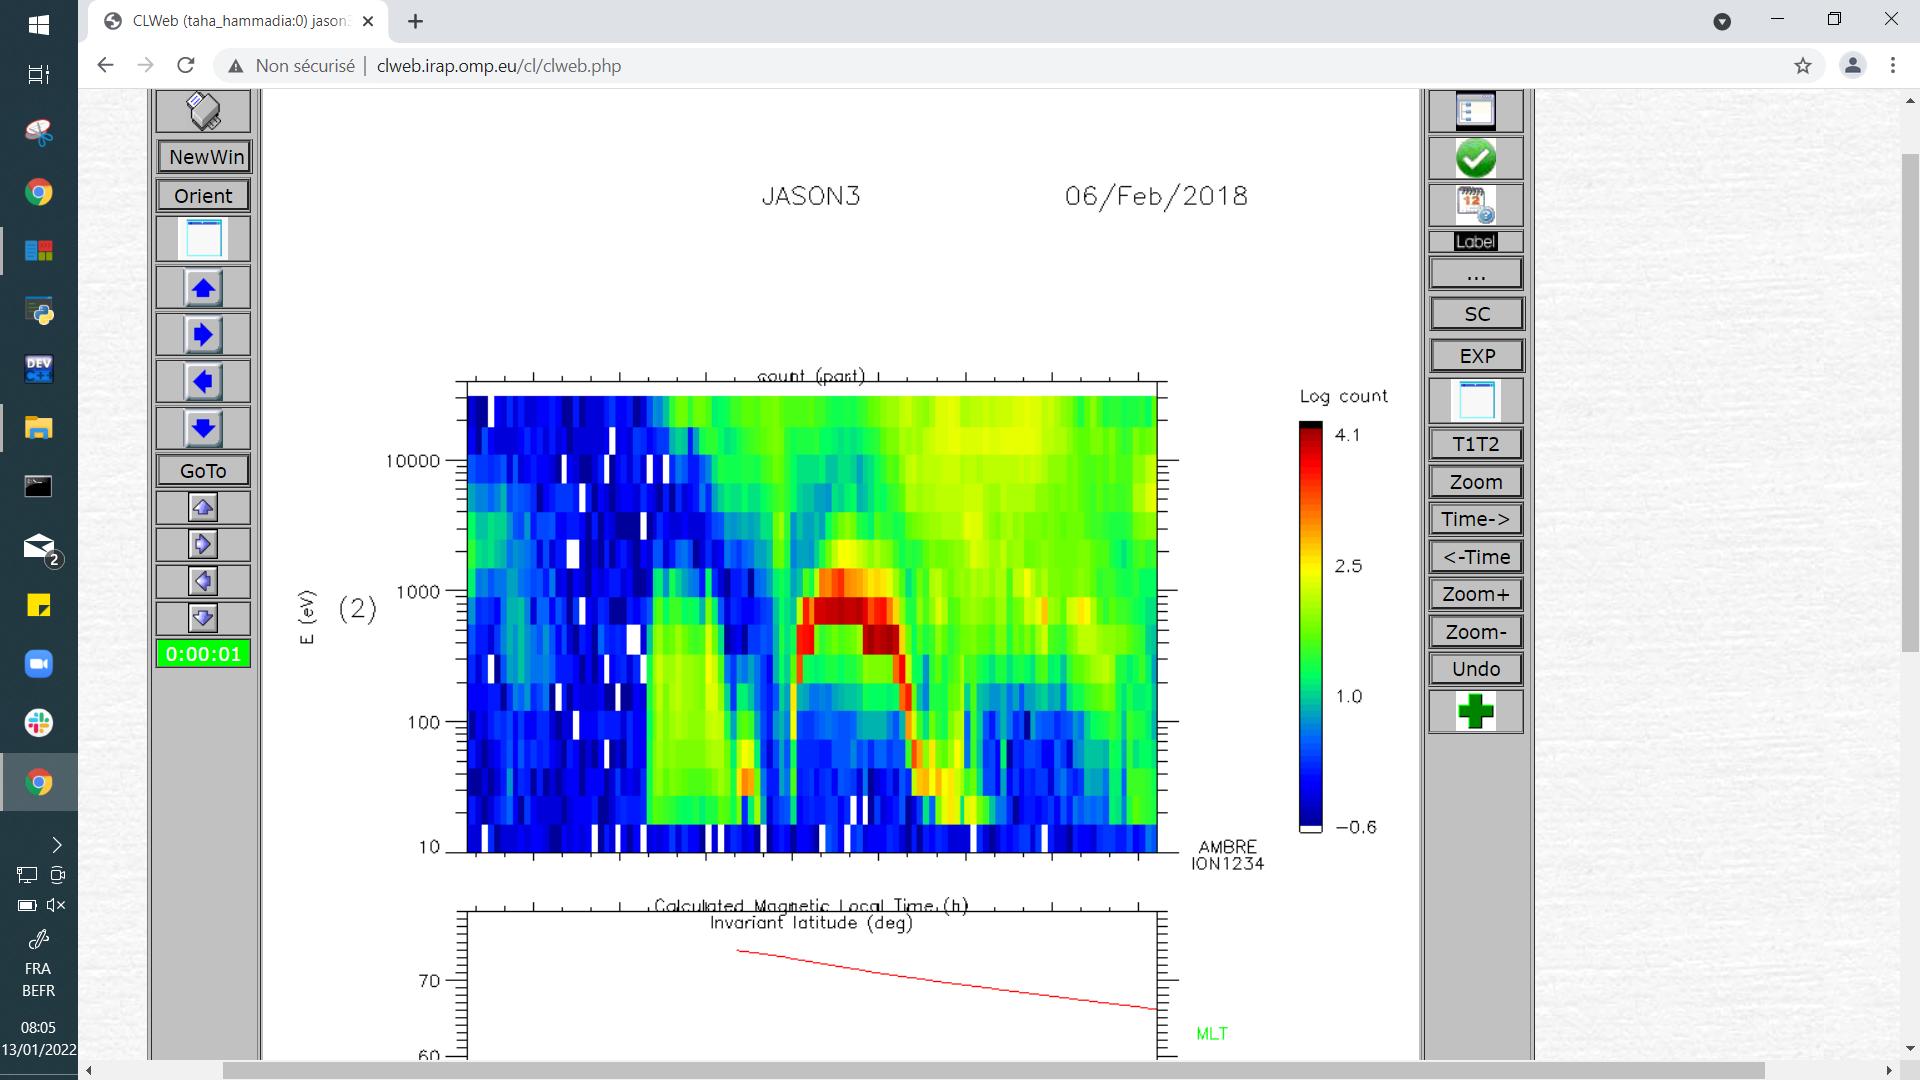 CLWeb (taha_hammadia:0) jason3
Non sécurisé | clweb.irap.omp.eu/cl/clweb.php
NewWin
Orient
GoTo
0:00:01
JASON3 06/Feb/2018
count (part)
10000
1000
100
10
E (eV)
(2)
Log count
4.1
2.5
1.0
−0.6
AMBRE
ION1234
Calculated Magnetic Local Time (h)
Invariant latitude (deg)
70
60
MLT
12
Label
...
SC
EXP
T1T2
Zoom
Time->
<-Time
Zoom+
Zoom-
Undo
DEV
C++
2
FRA
BEFR
08:05
13/01/2022